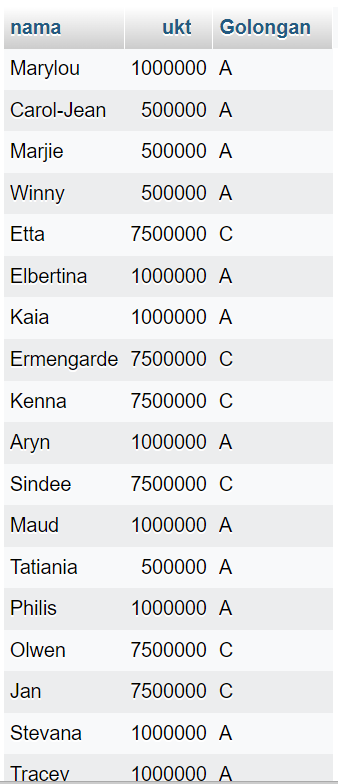 nama ukt Golongan
Marylou 1000000 A
Carol-Jean 500000 A
Marjie 500000 A
Winny 500000 A
Etta 7500000 C
Elbertina 1000000 A
Kaia 1000000 A
Ermengarde 7500000 C
Kenna 7500000 C
Aryn 1000000 A
Sindee 7500000 C
Maud 1000000 A
Tatiania 500000 A
Philis 1000000 A
Olwen 7500000 C
Jan 7500000 C
Stevana 1000000 A
Tracey 1000000 A